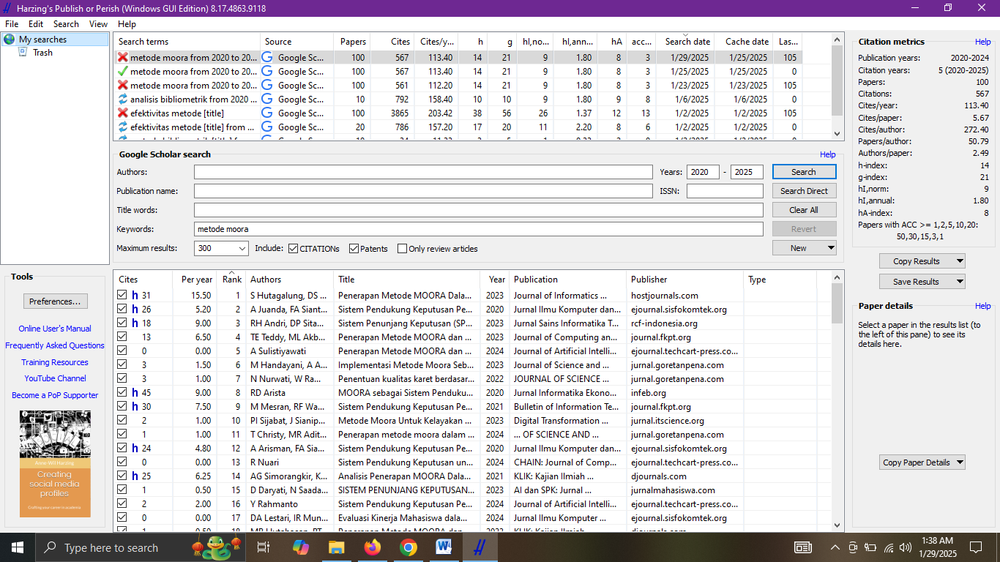 Harzing's Publish or Perish (Windows GUI Edition) 8.17.4863.9118
File Edit Search View Help
My searches
Trash
Search terms Source Papers Cites Cites/y... h g hI,no... hI,ann... hA acc... Search date Cache date Las...
metode moora from 2020 to 20... Google Sc... 100 567 113.40 14 21 9 1.80 8 3 1/29/2025 1/25/2025 105
metode moora from 2020 to 20... Google Sc... 100 567 113.40 14 21 9 1.80 8 3 1/25/2025 1/25/2025 0
metode moora from 2020 to 20... Google Sc... 100 561 112.20 14 21 9 1.80 8 3 1/23/2025 1/23/2025 105
analisis bibliometrik from 2020 ... Google Sc... 10 792 158.40 10 10 9 1.80 9 8 1/6/2025 1/6/2025 0
efektivitas metode [title] Google Sc... 100 3865 203.42 38 56 26 1.37 12 13 1/2/2025 1/2/2025 105
efektivitas metode [title] from ... Google Sc... 20 786 157.20 17 20 11 2.20 8 6 1/2/2025 1/2/2025 0
Google Scholar search Help
Authors: Years: 2020 - 2025 Search
Publication name: ISSN: Search Direct
Title words: Clear All
Keywords: metode moora Revert
Maximum results: 300 Include: CITATIONs Patents Only review articles New
Cites Per year Rank Authors Title Year Publication Publisher Type
h 31 15.50 1 S Hutagalung, DS ... Penerapan Metode MOORA Dala... 2023 Journal of Informatics ... hostjournals.com
h 26 5.20 2 A Juanda, FA Siant... Sistem Pendukung Keputusan Pe... 2020 Jurnal Ilmu Komputer dan... ejournal.sisfokomtek.org
h 18 9.00 3 RH Andri, DP Sita... Sistem Penunjang Keputusan (SP... 2023 Jurnal Sains Informatika T... rcf-indonesia.org
13 6.50 4 TE Teddy, ML Akb... Penerapan Metode MOORA dan ... 2023 Journal of Computing an... journal.fkpt.org
0 0.00 5 A Sulistiyawati Penerapan Metode MOORA dan ... 2024 Journal of Artificial Intelli... ejournal.techcart-press.co...
3 1.50 6 M Handayani, A A... Implementasi Metode Moora Seb... 2023 Journal of Science and ... jurnal.goretanpena.com
3 1.00 7 N Nurwati, W Ra... Penentuan kualitas karet berdasar... 2022 JOURNAL OF SCIENCE ... jurnal.goretanpena.com
h 45 9.00 8 RD Arista MOORA sebagai Sistem Penduku... 2020 Jurnal Informatika Ekono... infeb.org
h 30 7.50 9 M Mesran, RF Wa... Sistem Pendukung Keputusan Pe... 2021 Bulletin of Information Te... journal.fkpt.org
2 1.00 10 PI Sijabat, J Sianip... Metode Moora Untuk Kelayakan ... 2023 Digital Transformation ... jurnal.itscience.org
1 1.00 11 T Christy, MR Adit... Penerapan metode moora dalam ... 2024 ... OF SCIENCE AND ... jurnal.goretanpena.com
h 24 4.80 12 A Arisman, FA Sia... Sistem Pendukung Keputusan Pe... 2020 Jurnal Ilmu Komputer dan... ejournal.sisfokomtek.org
0 0.00 13 R Nuari Sistem Pendukung Keputusan un... 2024 CHAIN: Journal of Comp... ejournal.techcart-press.co...
h 25 6.25 14 AG Simorangkir, K... Analisis Penerapan MOORA Dala... 2021 KLIK: Kajian Ilmiah ... djournals.com
1 0.50 15 D Daryati, N Saada... SISTEM PENUNJANG KEPUTUSAN... 2023 AI dan SPK: Jurnal ... jurnalmahasiswa.com
2 2.00 16 Y Rahmanto Sistem Pendukung Keputusan Pe... 2024 Journal of Artificial Intelli... ejournal.techcart-press.co...
0 0.00 17 DA Lestari, IR Mun... Evaluasi Kinerja Mahasiswa dala... 2024 Jurnal Ilmu Komputer ... ejournal.sisfokomtek.org
Citation metrics Help
Publication years: 2020-2024
Citation years: 5 (2020-2025)
Papers: 100
Citations: 567
Cites/year: 113.40
Cites/paper: 5.67
Cites/author: 272.40
Papers/author: 50.79
Authors/paper: 2.49
h-index: 14
g-index: 21
hI,norm: 9
hI,annual: 1.80
hA-index: 8
Papers with ACC >= 1,2,5,10,20:
50,30,15,3,1
Copy Results
Save Results
Paper details Help
Select a paper in the results list (to
the left of this pane) to see its
details here.
Copy Paper Details
Tools
Preferences...
Online User's Manual
Frequently Asked Questions
Training Resources
YouTube Channel
Become a PoP Supporter
Anne-Wil Harzing
Creating
social media
profiles
Crafting your career in academia
Type here to search
1:38 AM
1/29/2025